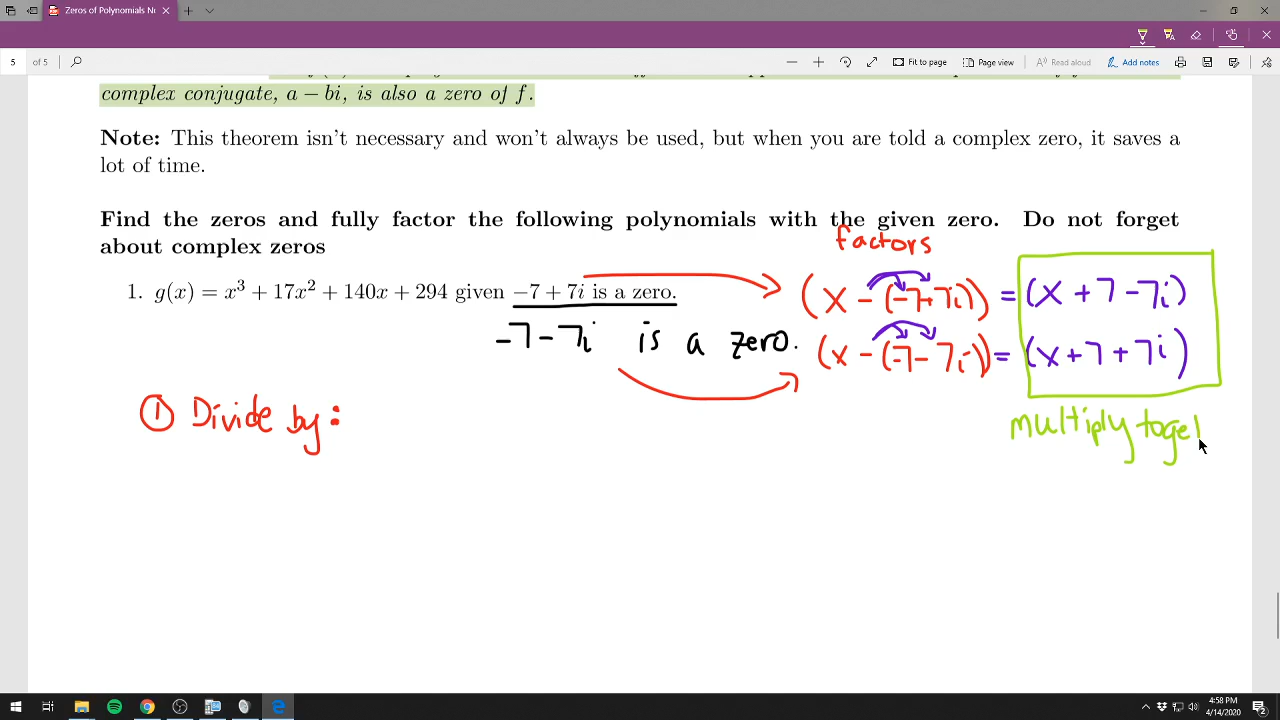 Zeros of Polynomials No
5 of 5
Fit to page
Page view
Read aloud
Add notes
complex conjugate, a − bi, is also a zero of f.
Note: This theorem isn't necessary and won't always be used, but when you are told a complex zero, it saves a
lot of time.
Find the zeros and fully factor the following polynomials with the given zero. Do not forget
about complex zeros
factors
1. g(x) = x³ + 17x² + 140x + 294 given −7 + 7i is a zero.
(x − (−7+7i)) = (x +7 −7i)
−7−7i is a zero.
(x − (−7− 7i)) = (x+7 +7i)
① Divide by:
multiply toge
4:58 PM
4/14/2020
2